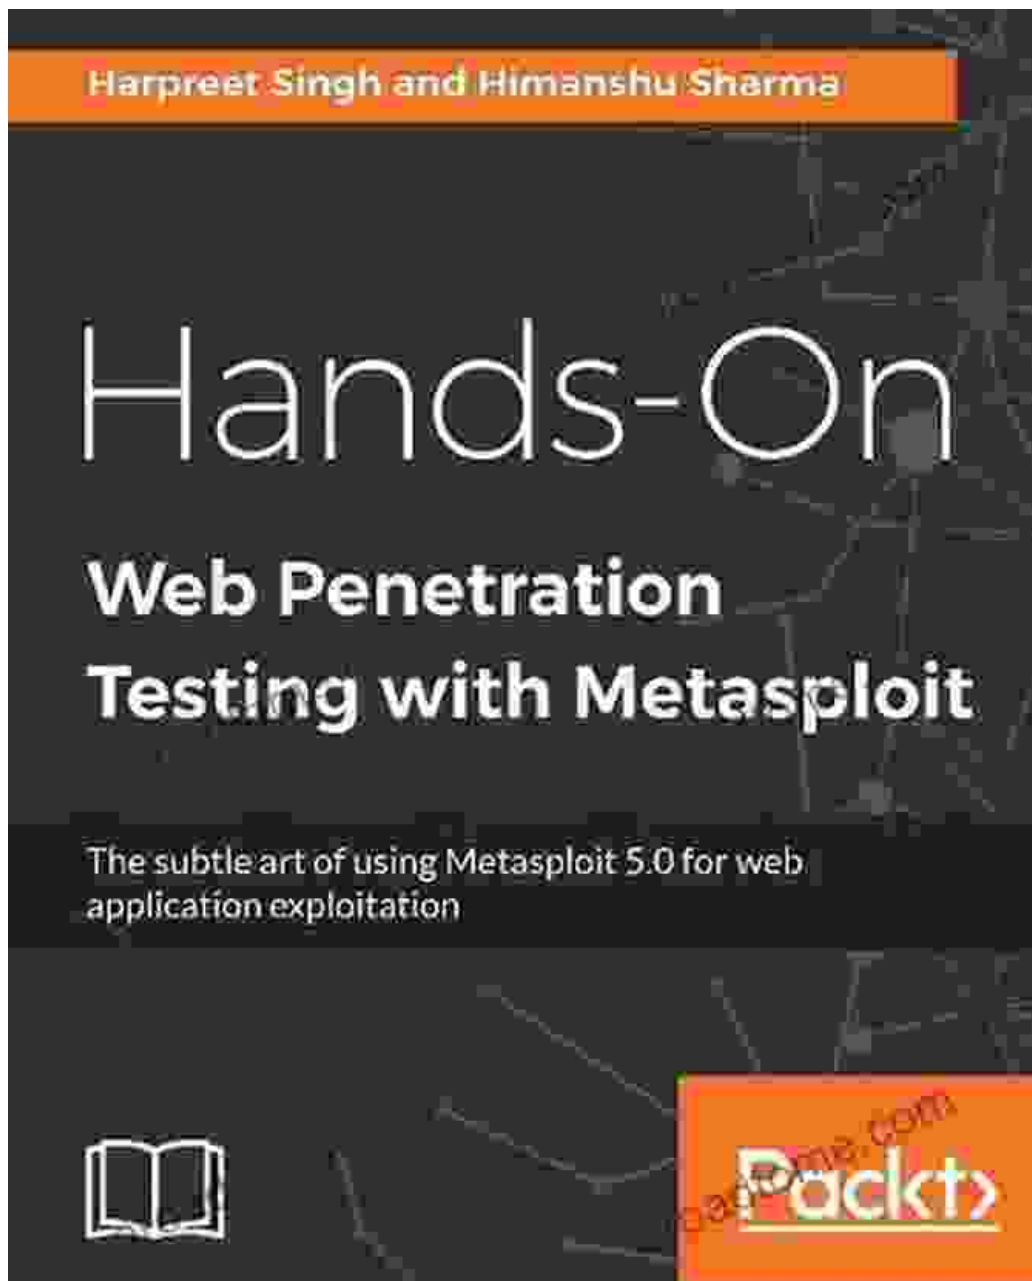 Harpreet Singh and Himanshu Sharma
Hands-On
Web Penetration
Testing with Metasploit
The subtle art of using Metasploit 5.0 for web
application exploitation
Packt>